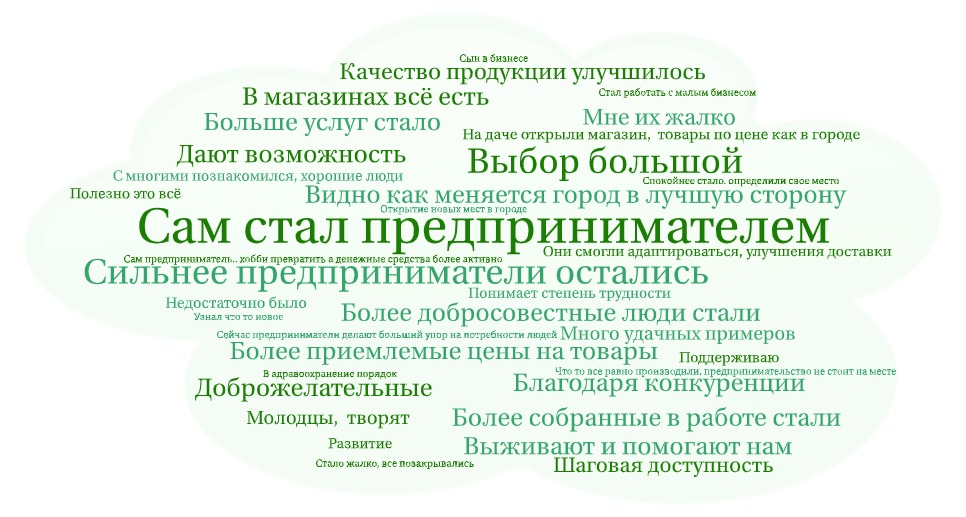 Сын в бизнесе
Качество продукции улучшилось
Стал работать с малым бизнесом
В магазинах всё есть
Мне их жалко
Больше услуг стало
На даче открыли магазин, товары по цене как в городе
Дают возможность
Выбор большой
С многими познакомился, хорошие люди
Спокойнее стало. определили свое место
Полезно это всё
Видно как меняется город в лучшую сторону
Открытие новых мест в городе
Сам стал предпринимателем
Они смогли адаптироваться, улучшения доставки
Сам предприниматель.. хобби превратить а денежные средства более активно
Сильнее предприниматели остались
Понимает степень трудности
Недостаточно было
Узнал что то новое
Более добросовестные люди стали
Сейчас предприниматели делают больший упор на потребности людей
Много удачных примеров
Более приемлемые цены на товары
Поддерживаю
Что то все равно производили, предпринимательство не стоит на месте
В здравоохранение порядок
Доброжелательные
Благодаря конкуренции
Молодцы, творят
Более собранные в работе стали
Развитие
Выживают и помогают нам
Стало жалко, все позакрывались
Шаговая доступность